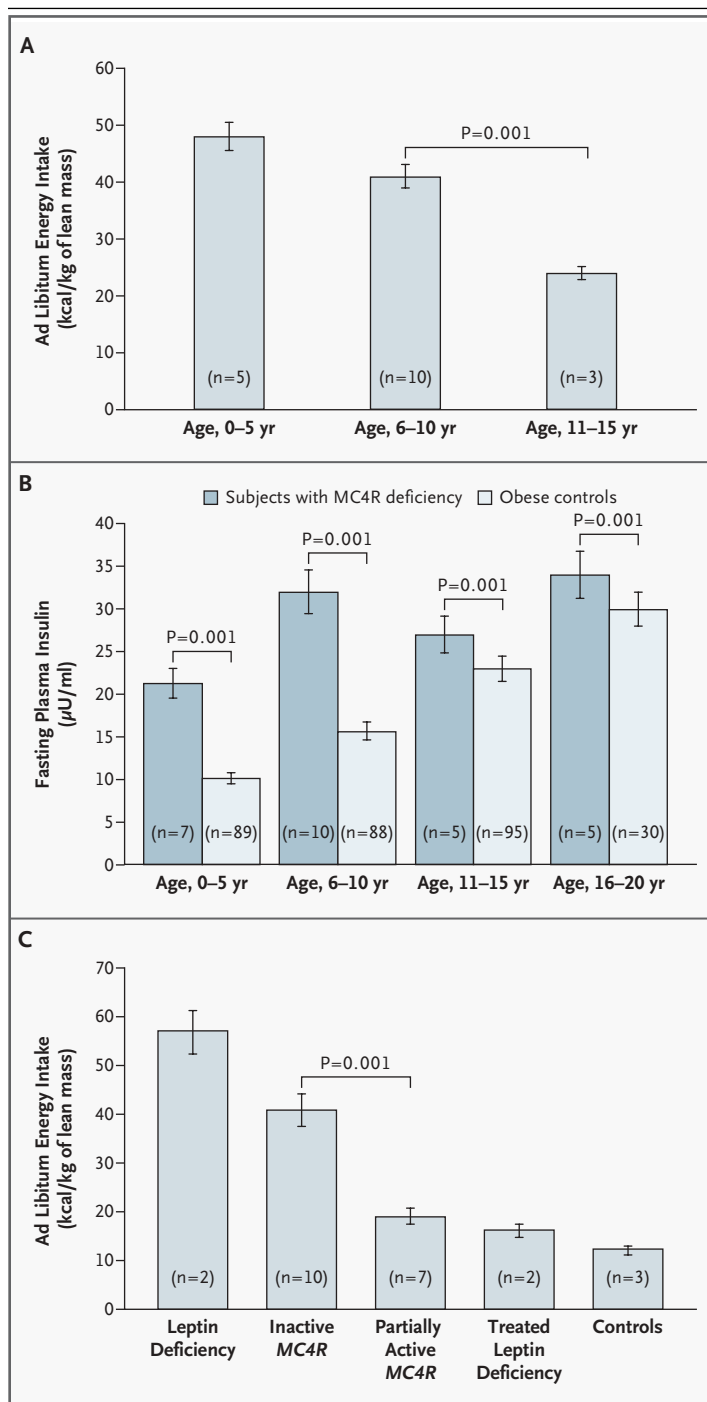 A
Ad Libitum Energy Intake
(kcal/kg of lean mass)
60
50
40
30
20
10
0
P=0.001
(n=5)
(n=10)
(n=3)
Age, 0–5 yr
Age, 6–10 yr
Age, 11–15 yr
B
Subjects with MC4R deficiency
Obese controls
Fasting Plasma Insulin
(µU/ml)
40
35
30
25
20
15
10
5
0
P=0.001
P=0.001
P=0.001
P=0.001
(n=7)
(n=89)
(n=10)
(n=88)
(n=5)
(n=95)
(n=5)
(n=30)
Age, 0–5 yr
Age, 6–10 yr
Age, 11–15 yr
Age, 16–20 yr
C
Ad Libitum Energy Intake
(kcal/kg of lean mass)
70
60
50
40
30
20
10
0
P=0.001
(n=2)
(n=10)
(n=7)
(n=2)
(n=3)
Leptin
Deficiency
Inactive
MC4R
Partially
Active
MC4R
Treated
Leptin
Deficiency
Controls